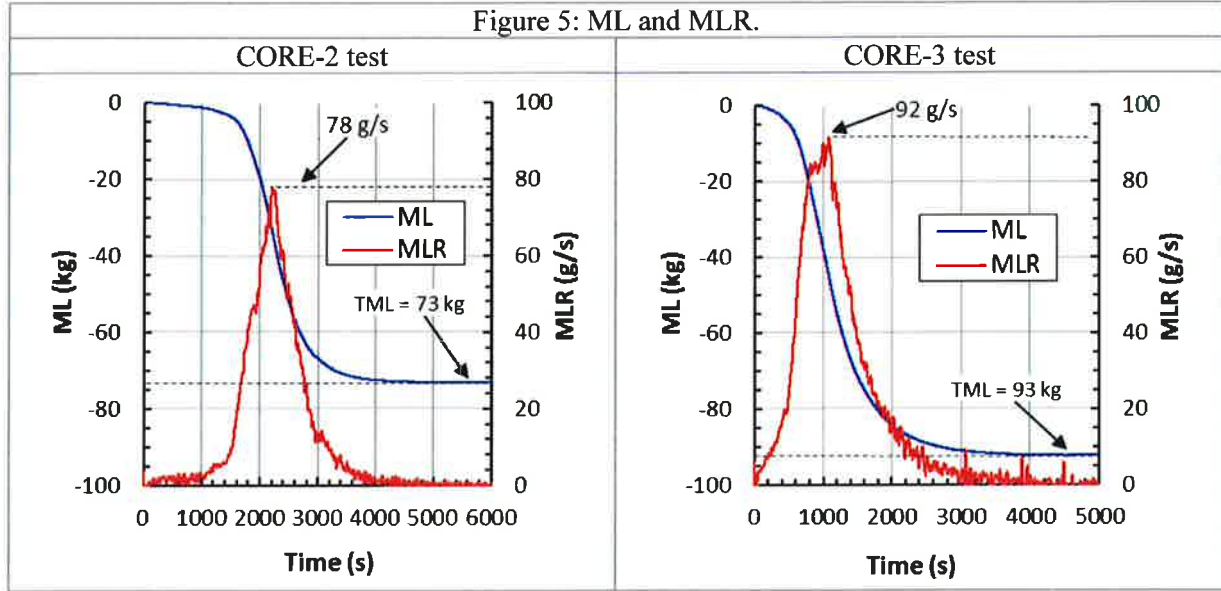 Figure 5: ML and MLR.
CORE-2 test
CORE-3 test
0
-20
-40
-60
-80
-100
ML (kg)
100
80
60
40
20
0
MLR (g/s)
78 g/s
ML
MLR
TML = 73 kg
0 1000 2000 3000 4000 5000 6000
Time (s)
0
-20
-40
-60
-80
-100
ML (kg)
100
80
60
40
20
0
MLR (g/s)
92 g/s
ML
MLR
TML = 93 kg
0 1000 2000 3000 4000 5000
Time (s)